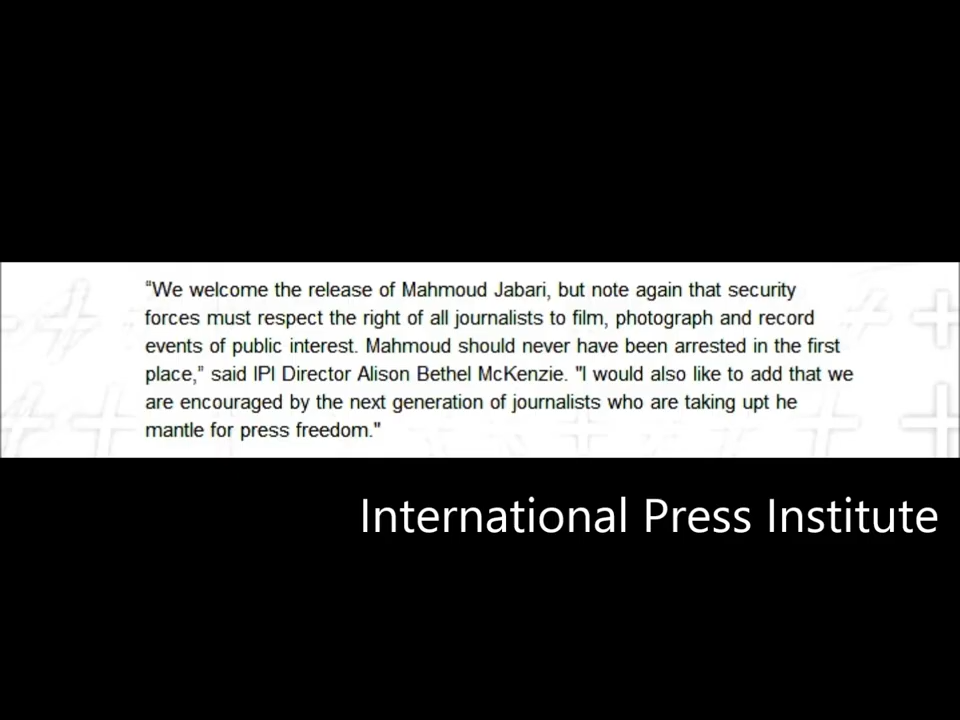 “We welcome the release of Mahmoud Jabari, but note again that security
forces must respect the right of all journalists to film, photograph and record
events of public interest. Mahmoud should never have been arrested in the first
place,” said IPI Director Alison Bethel McKenzie. "I would also like to add that we
are encouraged by the next generation of journalists who are taking upt he
mantle for press freedom."
International Press Institute